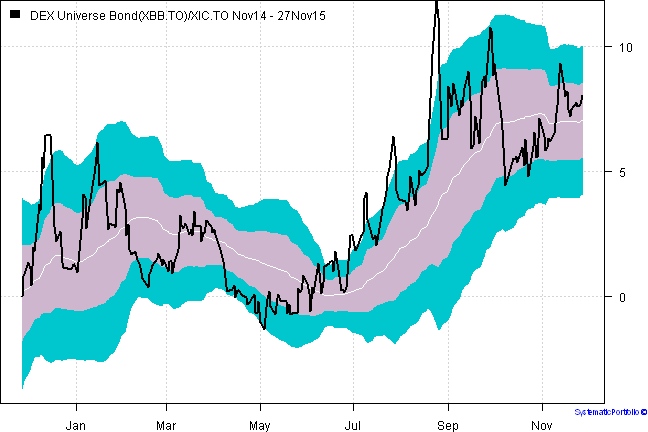 DEX Universe Bond(XBB.TO)/XIC.TO Nov14 - 27Nov15
10
5
0
Jan Mar May Jul Sep Nov
SystematicPortfolio ©